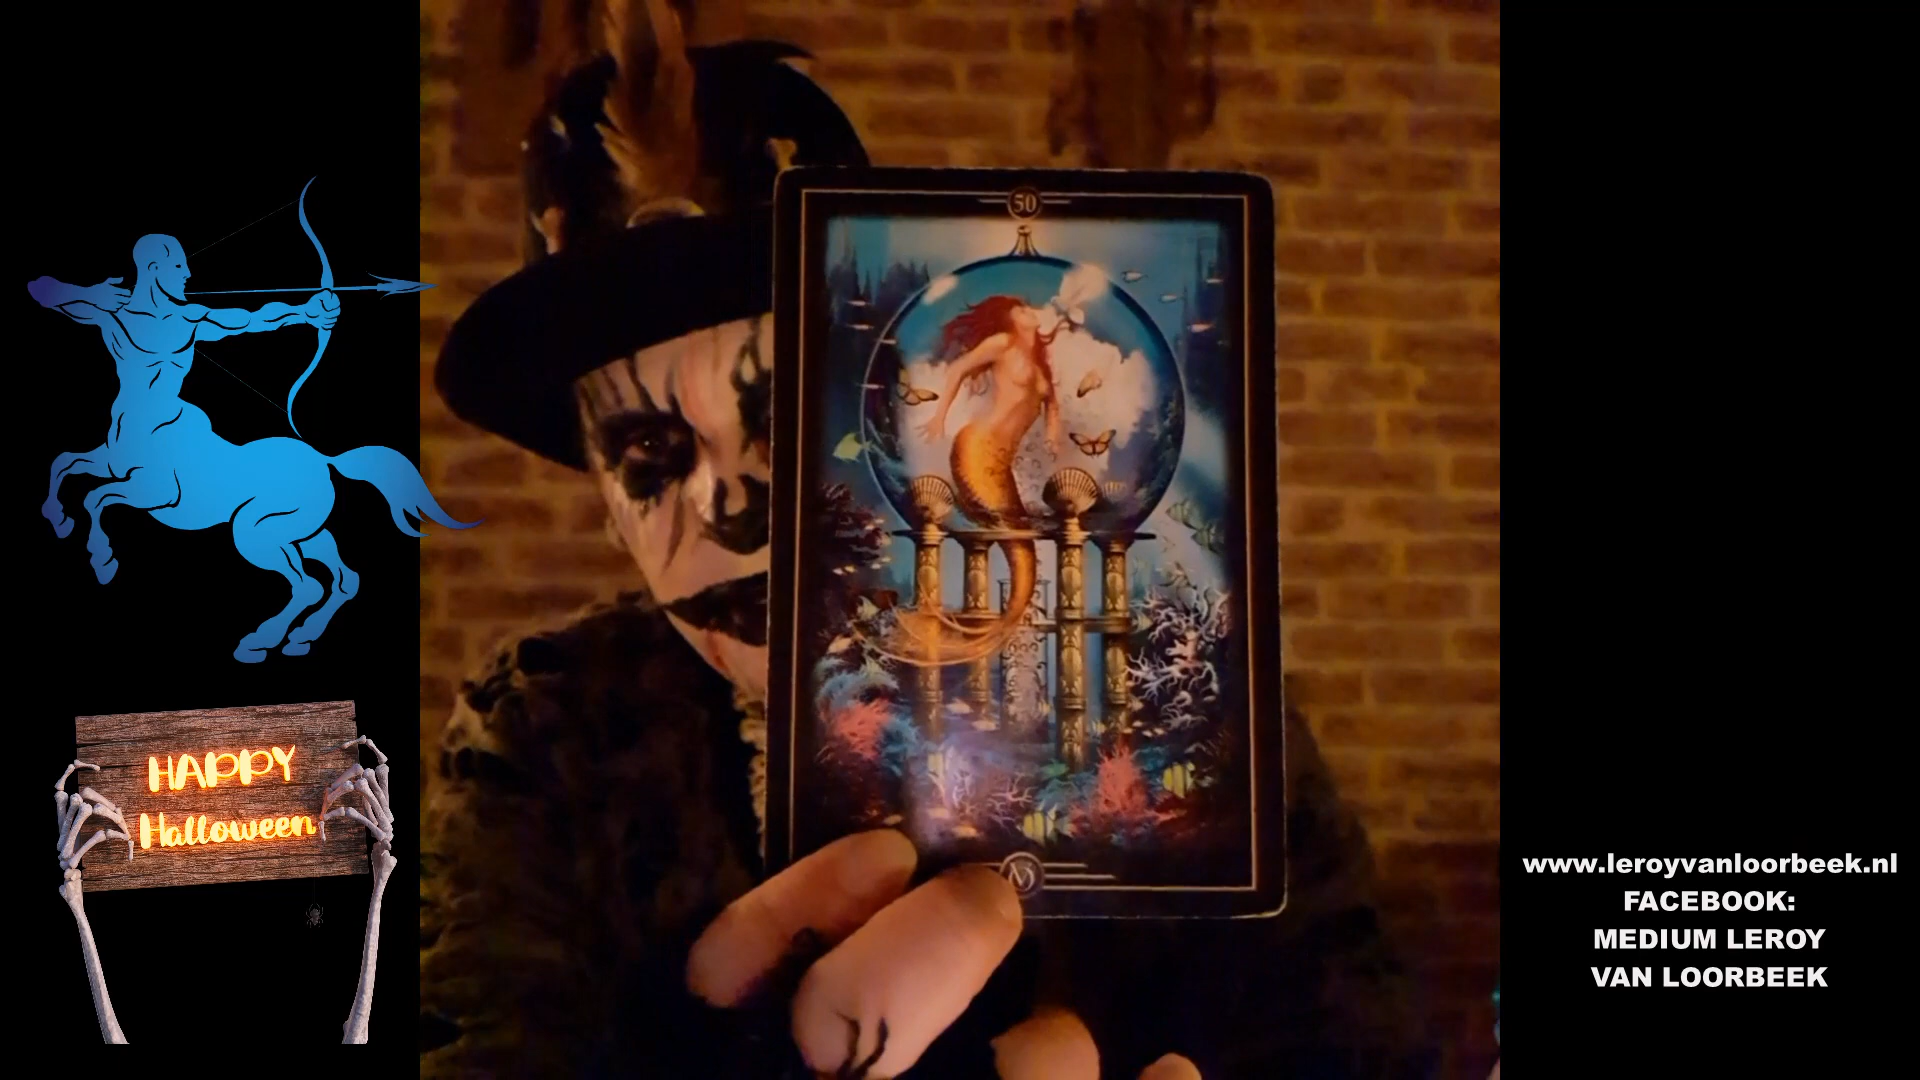 50
HAPPY
Halloween
www.leroyvanloorbeek.nl
FACEBOOK:
MEDIUM LEROY
VAN LOORBEEK